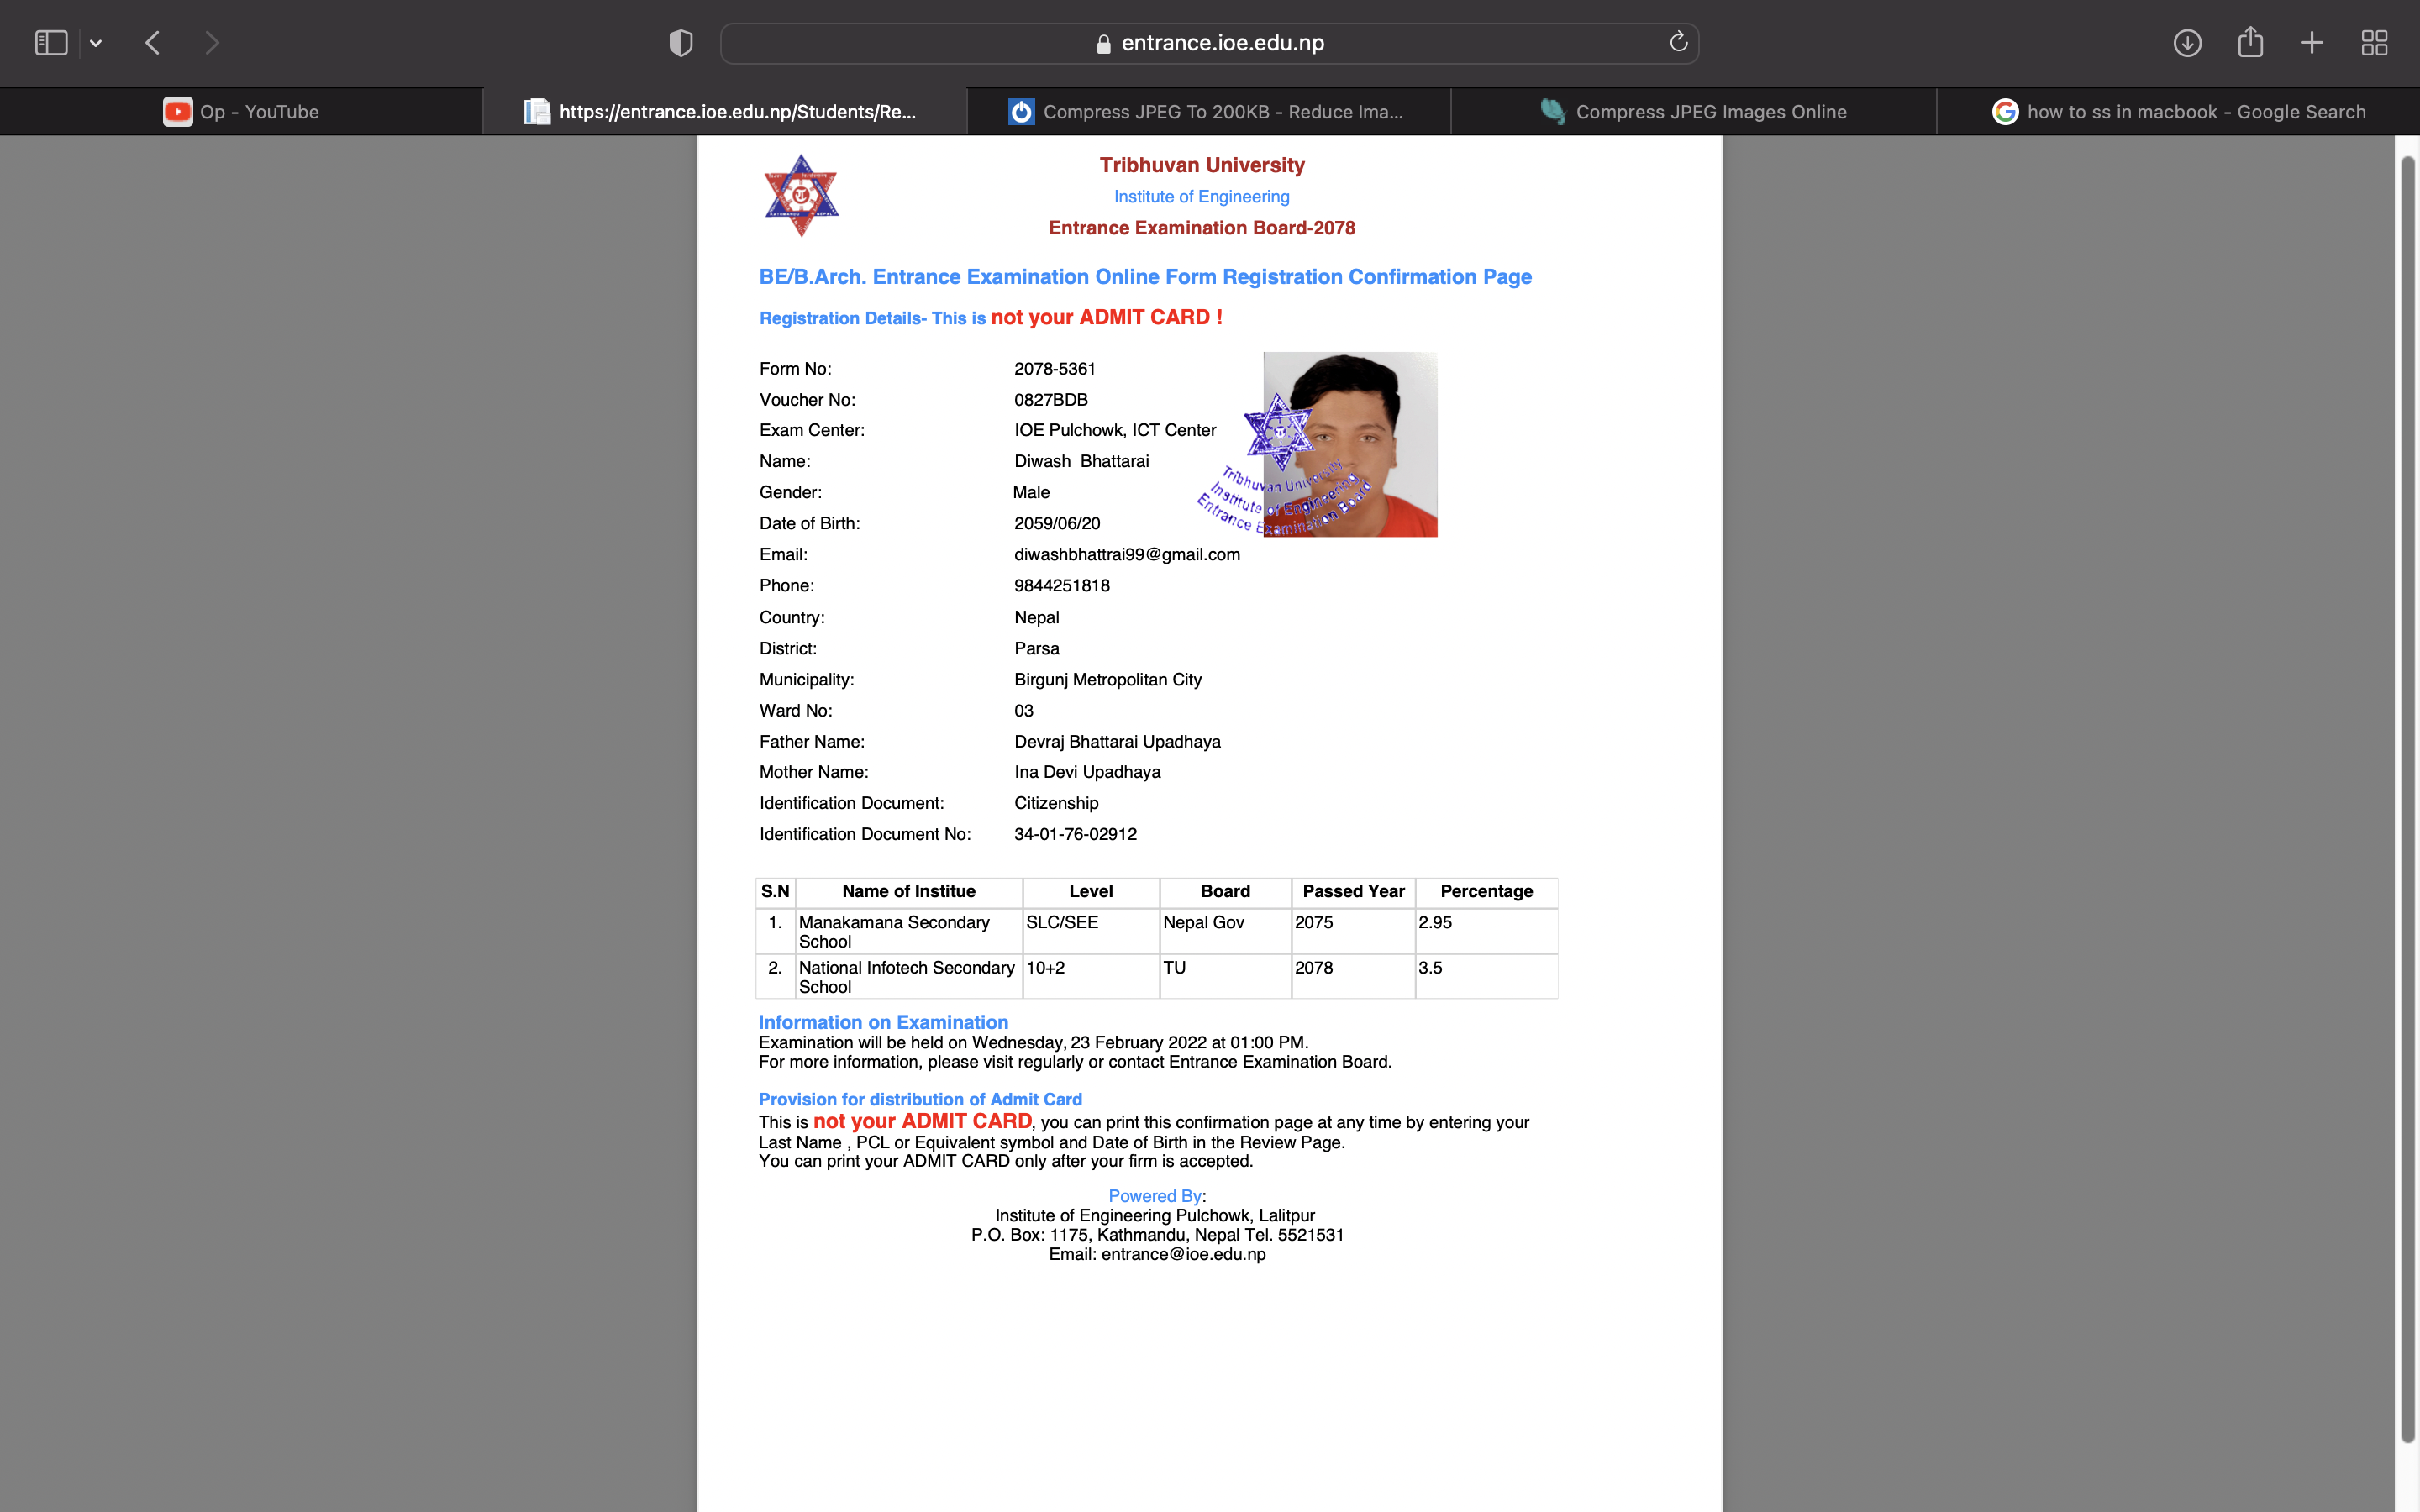 entrance.ioe.edu.np
Op - YouTube
https://entrance.ioe.edu.np/Students/Re...
Compress JPEG To 200KB - Reduce Ima...
Compress JPEG Images Online
how to ss in macbook - Google Search
Tribhuvan University
Institute of Engineering
Entrance Examination Board-2078
BE/B.Arch. Entrance Examination Online Form Registration Confirmation Page
Registration Details- This is not your ADMIT CARD !
Form No: 2078-5361
Voucher No: 0827BDB
Exam Center: IOE Pulchowk, ICT Center
Name: Diwash Bhattarai
Gender: Male
Date of Birth: 2059/06/20
Email: diwashbhattrai99@gmail.com
Phone: 9844251818
Country: Nepal
District: Parsa
Municipality: Birgunj Metropolitan City
Ward No: 03
Father Name: Devraj Bhattarai Upadhaya
Mother Name: Ina Devi Upadhaya
Identification Document: Citizenship
Identification Document No: 34-01-76-02912
Tribhuvan University
Institute of Engineering
Entrance Examination Board
S.N Name of Institue Level Board Passed Year Percentage
1. Manakamana Secondary School SLC/SEE Nepal Gov 2075 2.95
2. National Infotech Secondary School 10+2 TU 2078 3.5
Information on Examination
Examination will be held on Wednesday, 23 February 2022 at 01:00 PM.
For more information, please visit regularly or contact Entrance Examination Board.
Provision for distribution of Admit Card
This is not your ADMIT CARD, you can print this confirmation page at any time by entering your
Last Name , PCL or Equivalent symbol and Date of Birth in the Review Page.
You can print your ADMIT CARD only after your firm is accepted.
Powered By:
Institute of Engineering Pulchowk, Lalitpur
P.O. Box: 1175, Kathmandu, Nepal Tel. 5521531
Email: entrance@ioe.edu.np